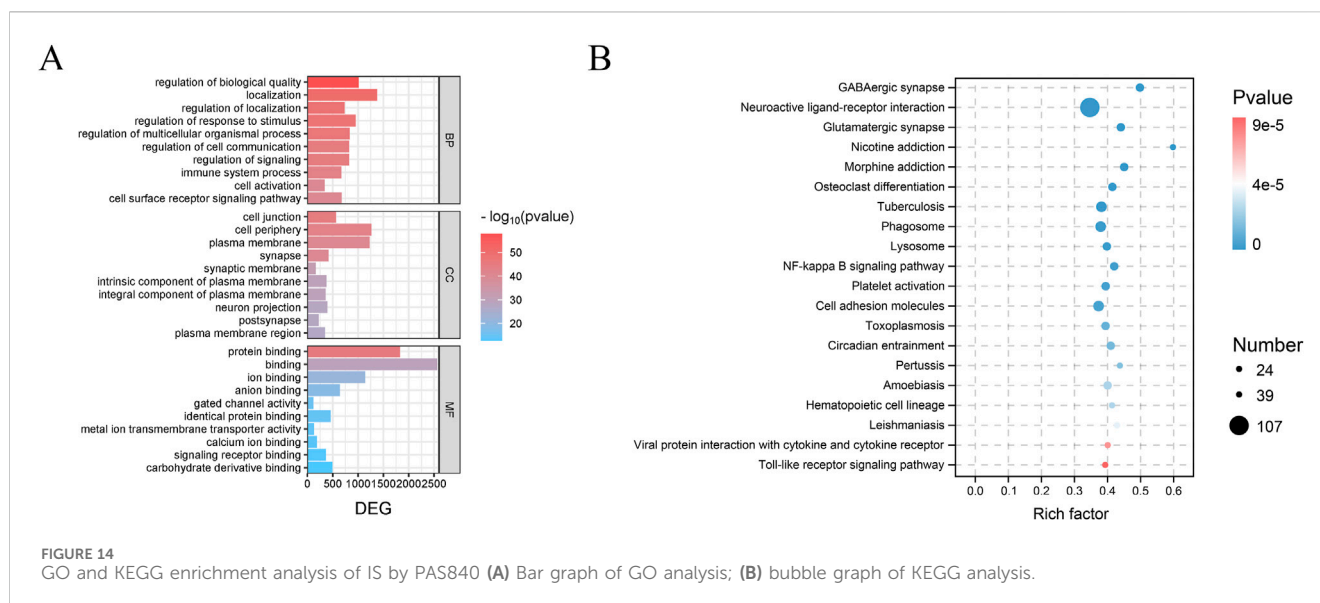 A
regulation of biological quality
localization
regulation of localization
regulation of response to stimulus
regulation of multicellular organismal process
regulation of cell communication
regulation of signaling
immune system process
cell activation
cell surface receptor signaling pathway
BP
cell junction
cell periphery
plasma membrane
synapse
synaptic membrane
intrinsic component of plasma membrane
integral component of plasma membrane
neuron projection
postsynapse
plasma membrane region
CC
protein binding
binding
ion binding
anion binding
gated channel activity
identical protein binding
metal ion transmembrane transporter activity
calcium ion binding
signaling receptor binding
carbohydrate derivative binding
MF
0 500 1000 1500 2000 2500
DEG
- log10(pvalue)
50
40
30
20
B
GABAergic synapse
Neuroactive ligand-receptor interaction
Glutamatergic synapse
Nicotine addiction
Morphine addiction
Osteoclast differentiation
Tuberculosis
Phagosome
Lysosome
NF-kappa B signaling pathway
Platelet activation
Cell adhesion molecules
Toxoplasmosis
Circadian entrainment
Pertussis
Amoebiasis
Hematopoietic cell lineage
Leishmaniasis
Viral protein interaction with cytokine and cytokine receptor
Toll-like receptor signaling pathway
0.0 0.1 0.2 0.3 0.4 0.5 0.6
Rich factor
Pvalue
9e-5
4e-5
0
Number
24
39
107
FIGURE 14
GO and KEGG enrichment analysis of IS by PAS840 (A) Bar graph of GO analysis; (B) bubble graph of KEGG analysis.